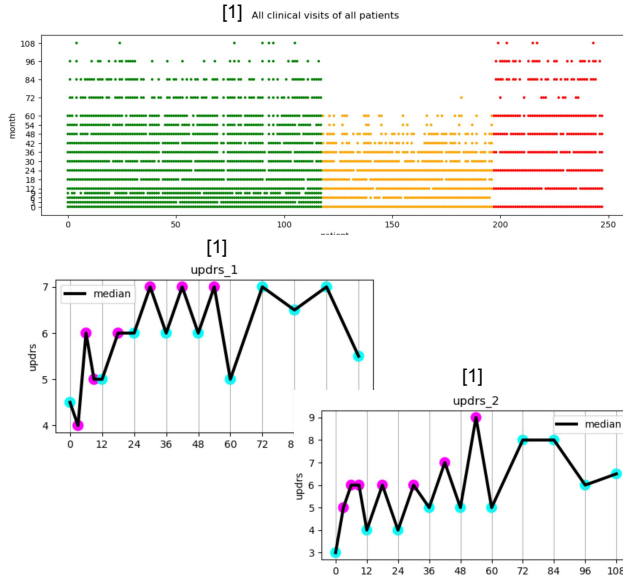 [1] All clinical visits of all patients
108
96
84
72
60
54
48
42
36
30
24
18
12
9
6
3
0
month
0 50 100 150 200 250
patient
[1]
updrs_1
median
7
6
5
4
updrs
0 12 24 36 48 60 72 8
[1]
updrs_2
median
9
8
7
6
5
4
3
updrs
0 12 24 36 48 60 72 84 96 108